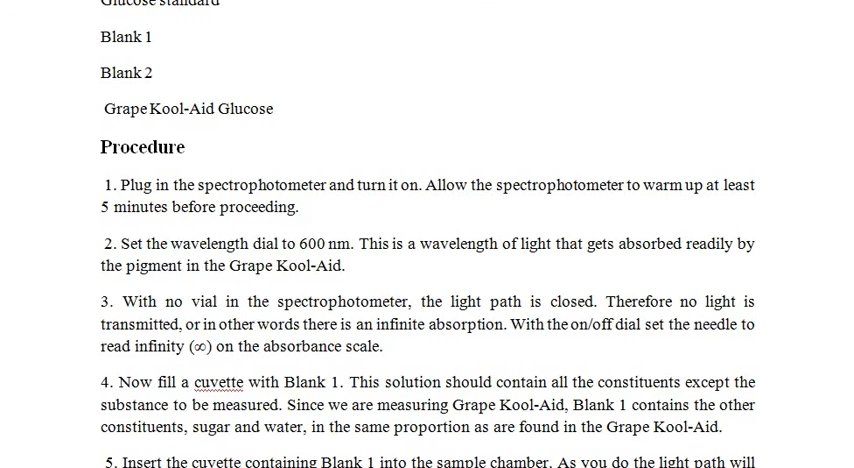 Glucose standard
Blank 1
Blank 2
Grape Kool-Aid Glucose
Procedure
1. Plug in the spectrophotometer and turn it on. Allow the spectrophotometer to warm up at least
5 minutes before proceeding.
2. Set the wavelength dial to 600 nm. This is a wavelength of light that gets absorbed readily by
the pigment in the Grape Kool-Aid.
3. With no vial in the spectrophotometer, the light path is closed. Therefore no light is
transmitted, or in other words there is an infinite absorption. With the on/off dial set the needle to
read infinity (∞) on the absorbance scale.
4. Now fill a cuvette with Blank 1. This solution should contain all the constituents except the
substance to be measured. Since we are measuring Grape Kool-Aid, Blank 1 contains the other
constituents, sugar and water, in the same proportion as are found in the Grape Kool-Aid.
5. Insert the cuvette containing Blank 1 into the sample chamber. As you do the light path will